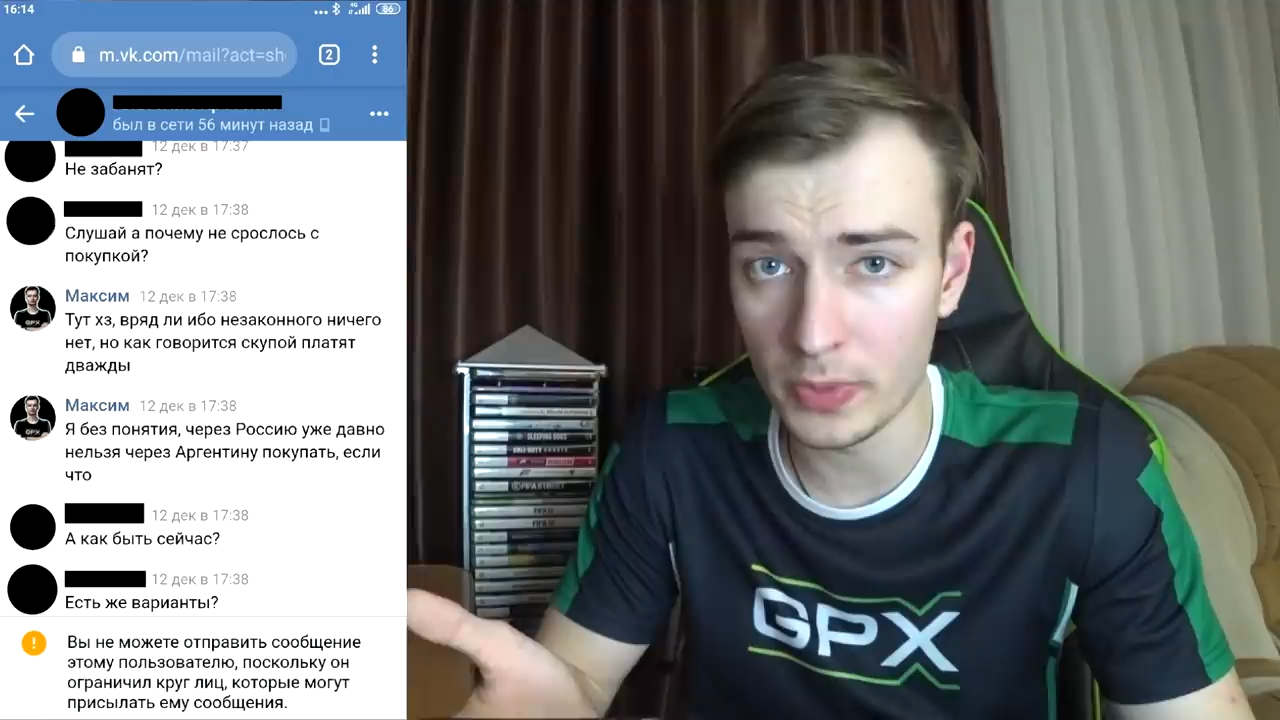 16:14
4G
86
m.vk.com/mail?act=sh
2
был в сети 56 минут назад
12 дек в 17:37
Не забанят?
12 дек в 17:38
Слушай а почему не срослось с
покупкой?
Максим 12 дек в 17:38
Тут хз, вряд ли ибо незаконного ничего
нет, но как говорится скупой платят
дважды
Максим 12 дек в 17:38
Я без понятия, через Россию уже давно
нельзя через Аргентину покупать, если
что
12 дек в 17:38
А как быть сейчас?
12 дек в 17:38
Есть же варианты?
Вы не можете отправить сообщение
этому пользователю, поскольку он
ограничил круг лиц, которые могут
присылать ему сообщения.
SLEEPING DOGS
GPX